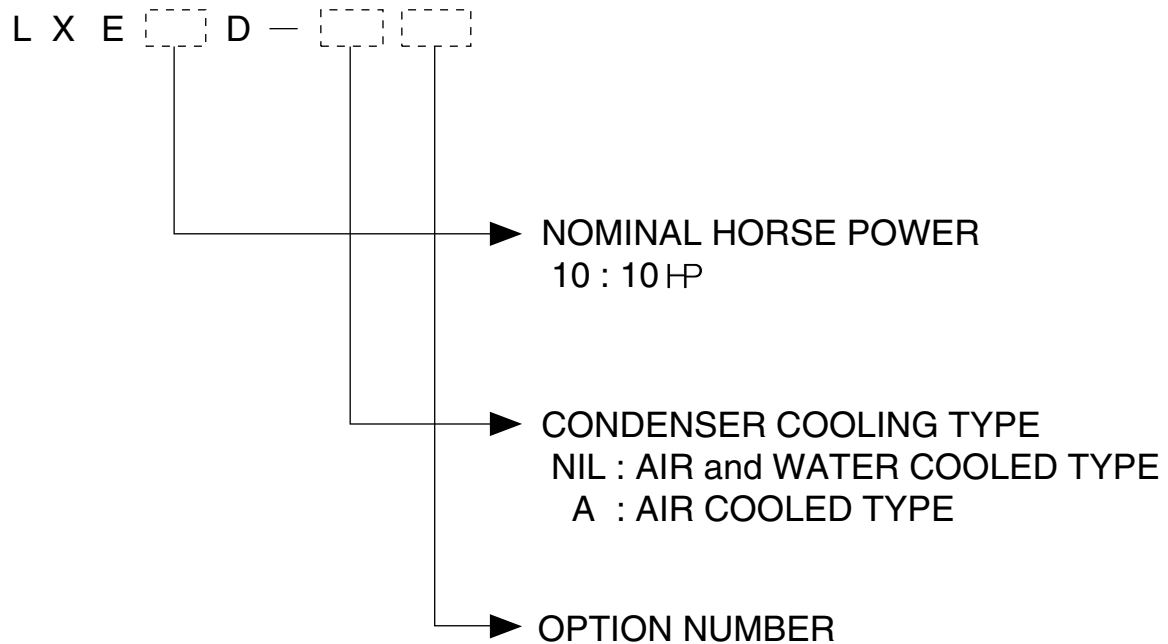 L X E D —
NOMINAL HORSE POWER
10 : 10 HP
CONDENSER COOLING TYPE
NIL : AIR and WATER COOLED TYPE
A : AIR COOLED TYPE
OPTION NUMBER